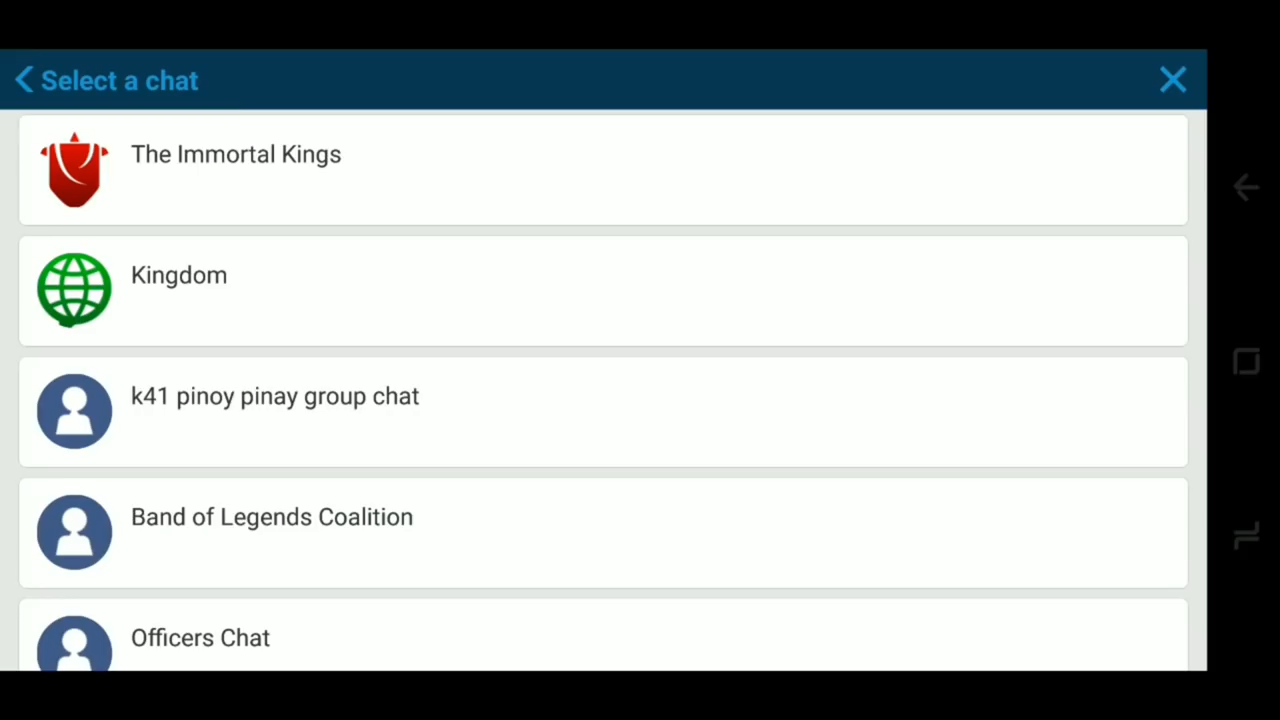 Select a chat
The Immortal Kings
Kingdom
k41 pinoy pinay group chat
Band of Legends Coalition
Officers Chat